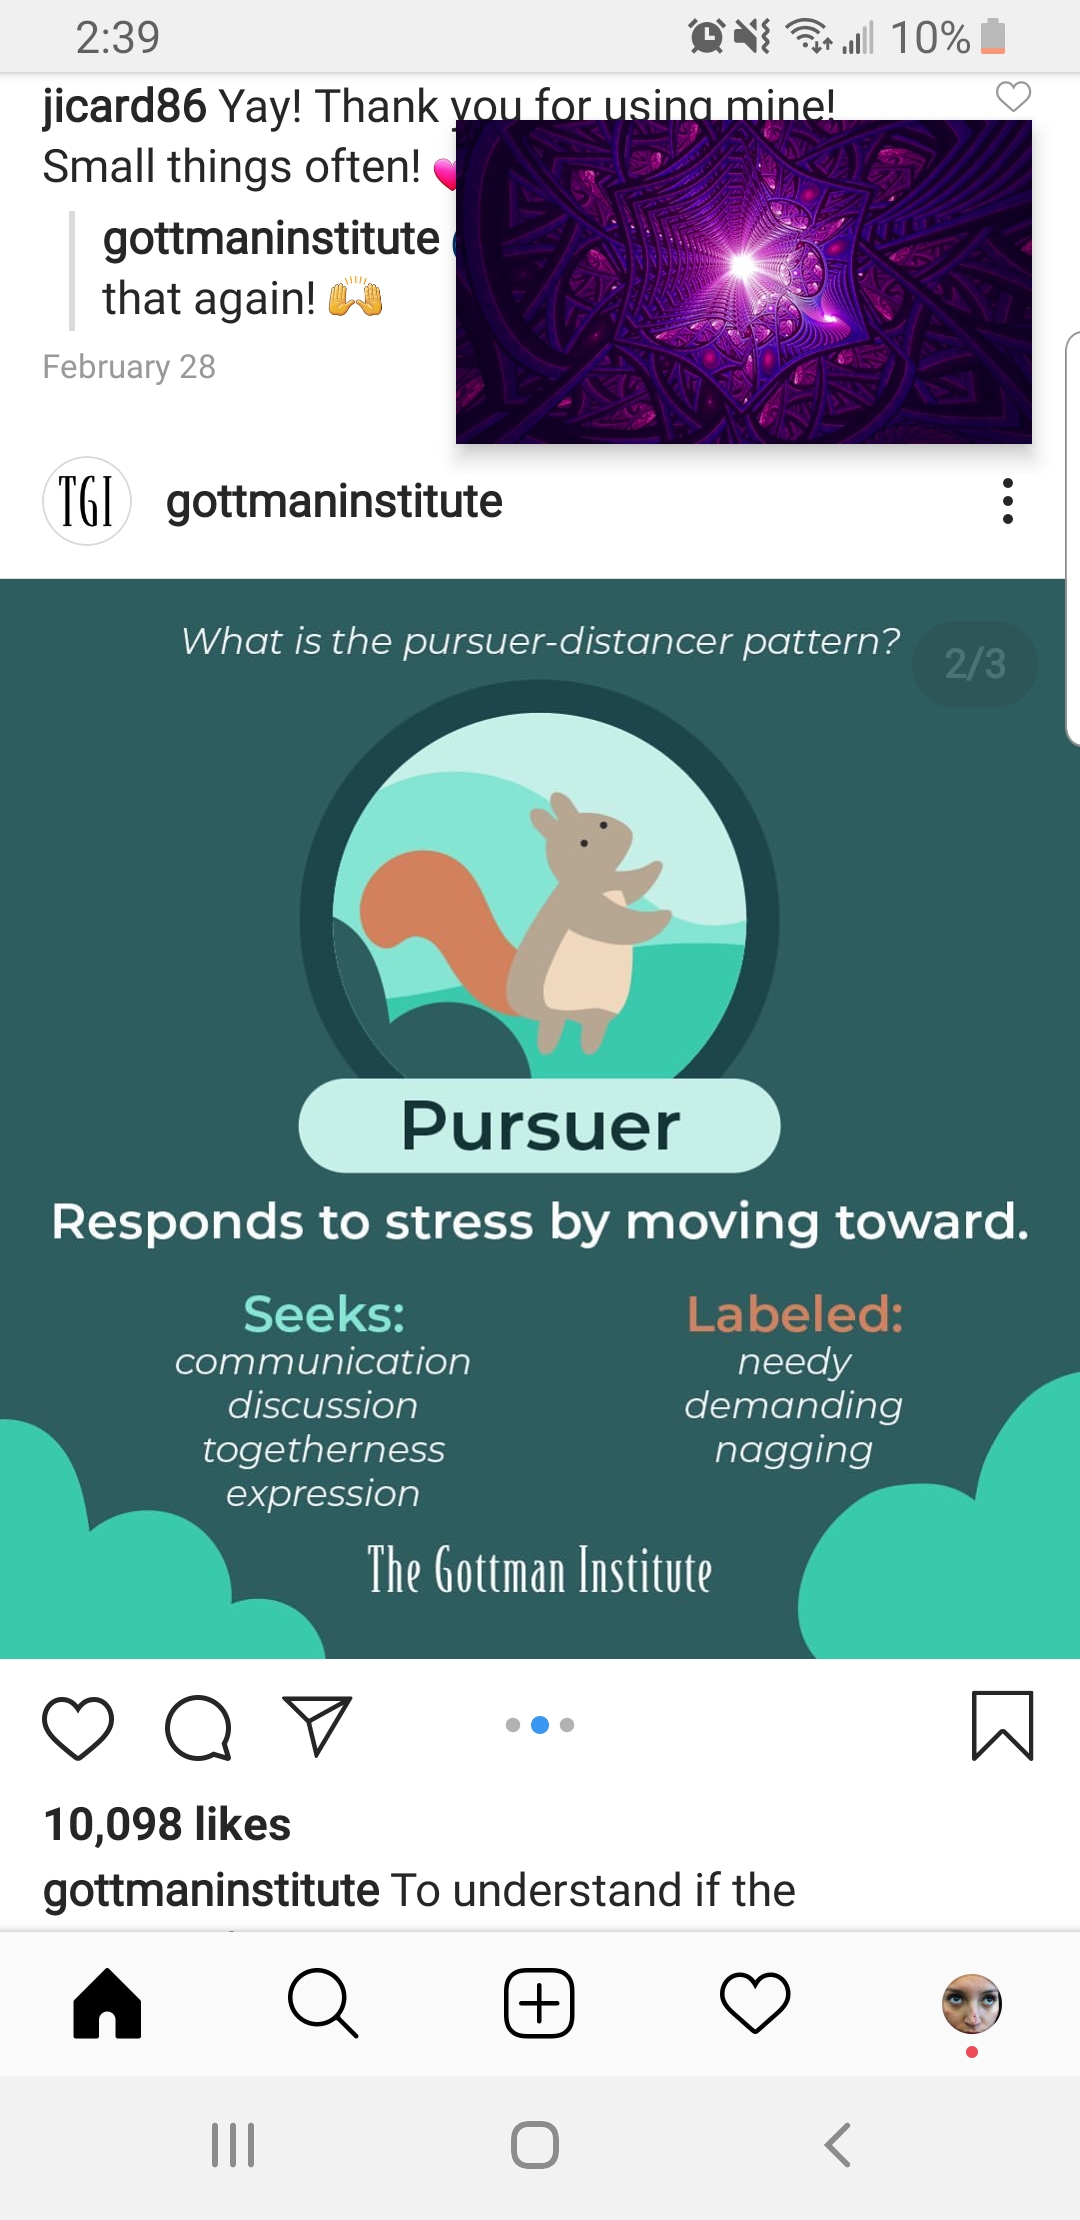 2:39
10%
jicard86 Yay! Thank you for using mine!
Small things often!
gottmaninstitute
that again!
February 28
TGI
gottmaninstitute
What is the pursuer-distancer pattern?
2/3
Pursuer
Responds to stress by moving toward.
Seeks:
communication
discussion
togetherness
expression
Labeled:
needy
demanding
nagging
The Gottman Institute
10,098 likes
gottmaninstitute To understand if the